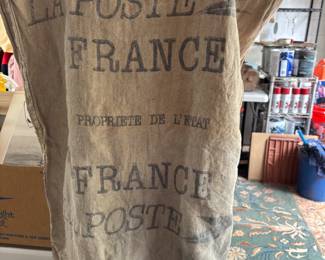 LA POSTE
FRANCE
PROPRIETE DE L'ETAT
FRANCE
POSTE